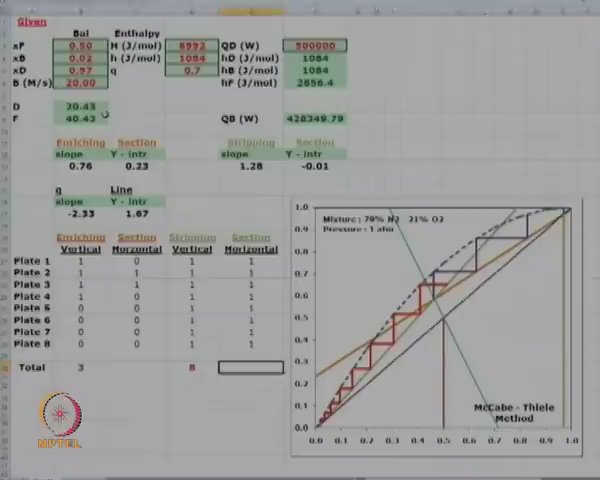 Given
Bal Enthalpy
xF 0.50 H (J/mol) 6992 QD (W) 500000
xB 0.02 h (J/mol) 1084 hD (J/mol) 1084
xD 0.97 q 0.7 hB (J/mol) 1084
B (M/s) 20.00 hF (J/mol) 2856.4
D 20.43
F 40.43 QB (W) 428349.79
Enriching Section Stripping Section
slope Y - intr slope Y - intr
0.76 0.23 1.28 -0.01
q Line
slope Y - intr
-2.33 1.67
Enriching Section Stripping Section
Vertical Horzontal Vertical Horizontal
Plate 1 1 0 1 1
Plate 2 1 1 1 1
Plate 3 1 1 1 1
Plate 4 1 0 1 1
Plate 5 0 0 1 1
Plate 6 0 0 1 1
Plate 7 0 0 1 1
Plate 8 0 0 1 1
Total 3 8
Mixture : 79% N2 21% O2
Pressure : 1 atm
1.0
0.9
0.8
0.7
0.6
0.5
0.4
0.3
0.2
0.1
0.0
McCabe - Thiele
Method
0.0 0.1 0.2 0.3 0.4 0.5 0.6 0.7 0.8 0.9 1.0
NPTEL